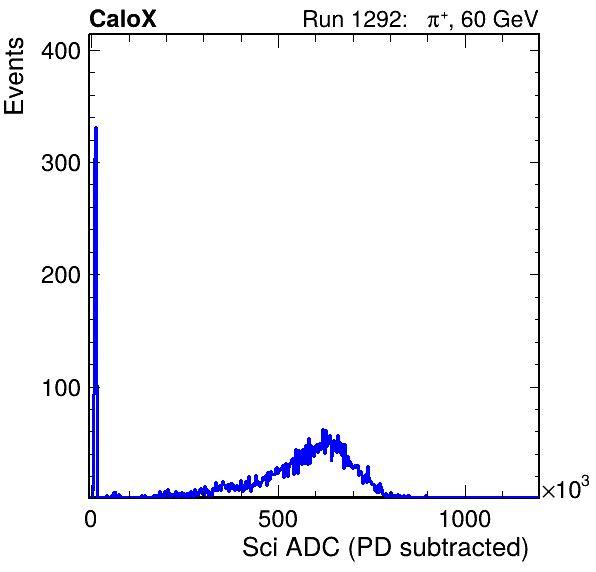 CaloX Run 1292: π⁺, 60 GeV
Events
400
300
200
100
0 500 1000 ×10³
Sci ADC (PD subtracted)